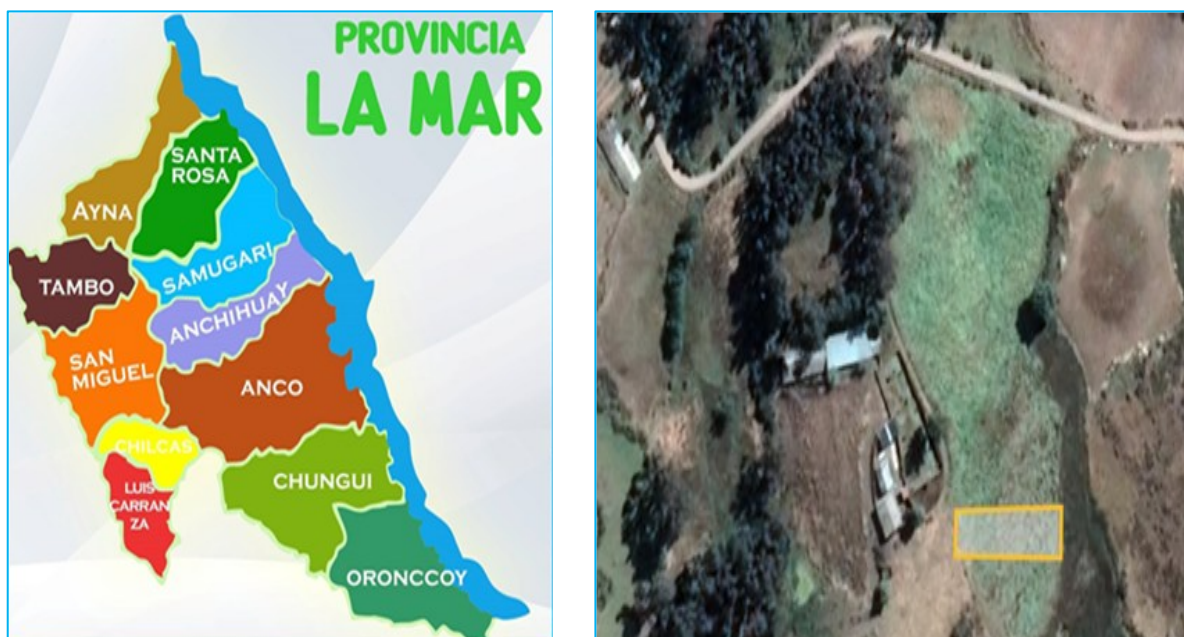 PROVINCIA
LA MAR
SANTA
ROSA
AYNA
SAMUGARI
TAMBO
ANCHIHUAY
SAN
MIGUEL
ANCO
CHILCAS
LUIS
CARRAN
ZA
CHUNGUI
ORONCCOY